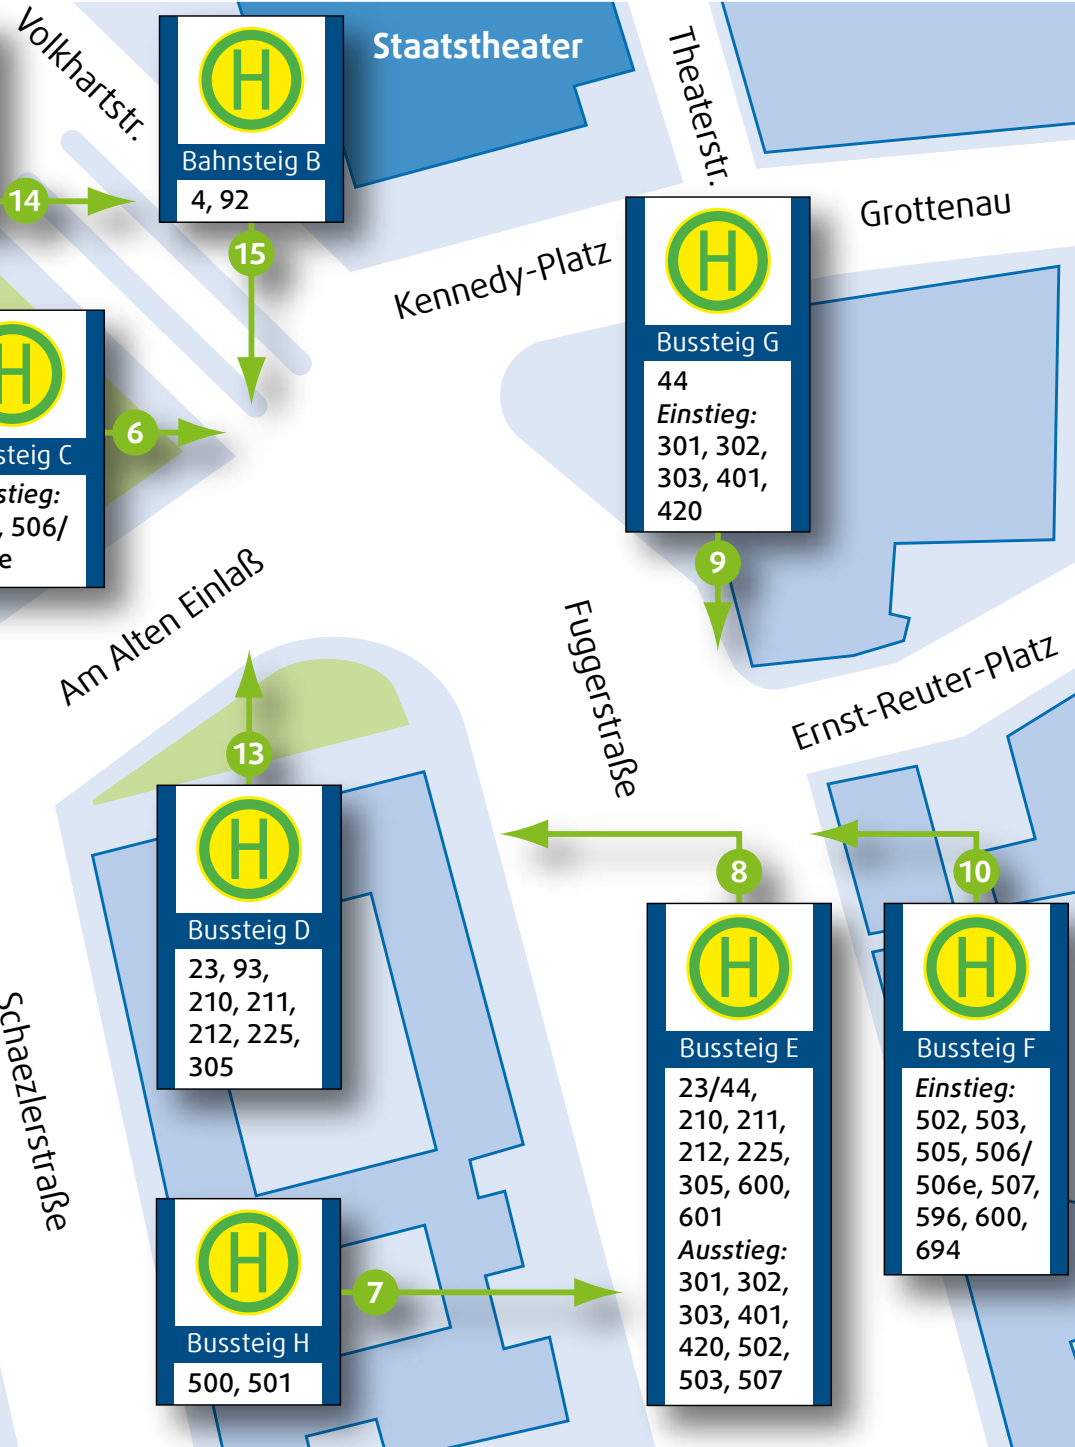 Volkhartstr.
H
Bahnsteig B
4, 92
Staatstheater
Theaterstr.
Grottenau
Kennedy-Platz
14
15
H
Bussteig G
44
Einstieg:
301, 302,
303, 401,
420
9
H
steig C
stieg:
, 506/
e
6
Am Alten Einlaß
Fuggerstraße
Ernst-Reuter-Platz
13
H
Bussteig D
23, 93,
210, 211,
212, 225,
305
8
H
Bussteig E
23/44,
210, 211,
212, 225,
305, 600,
601
Ausstieg:
301, 302,
303, 401,
420, 502,
503, 507
10
H
Bussteig F
Einstieg:
502, 503,
505, 506/
506e, 507,
596, 600,
694
Schaezlerstraße
H
Bussteig H
500, 501
7